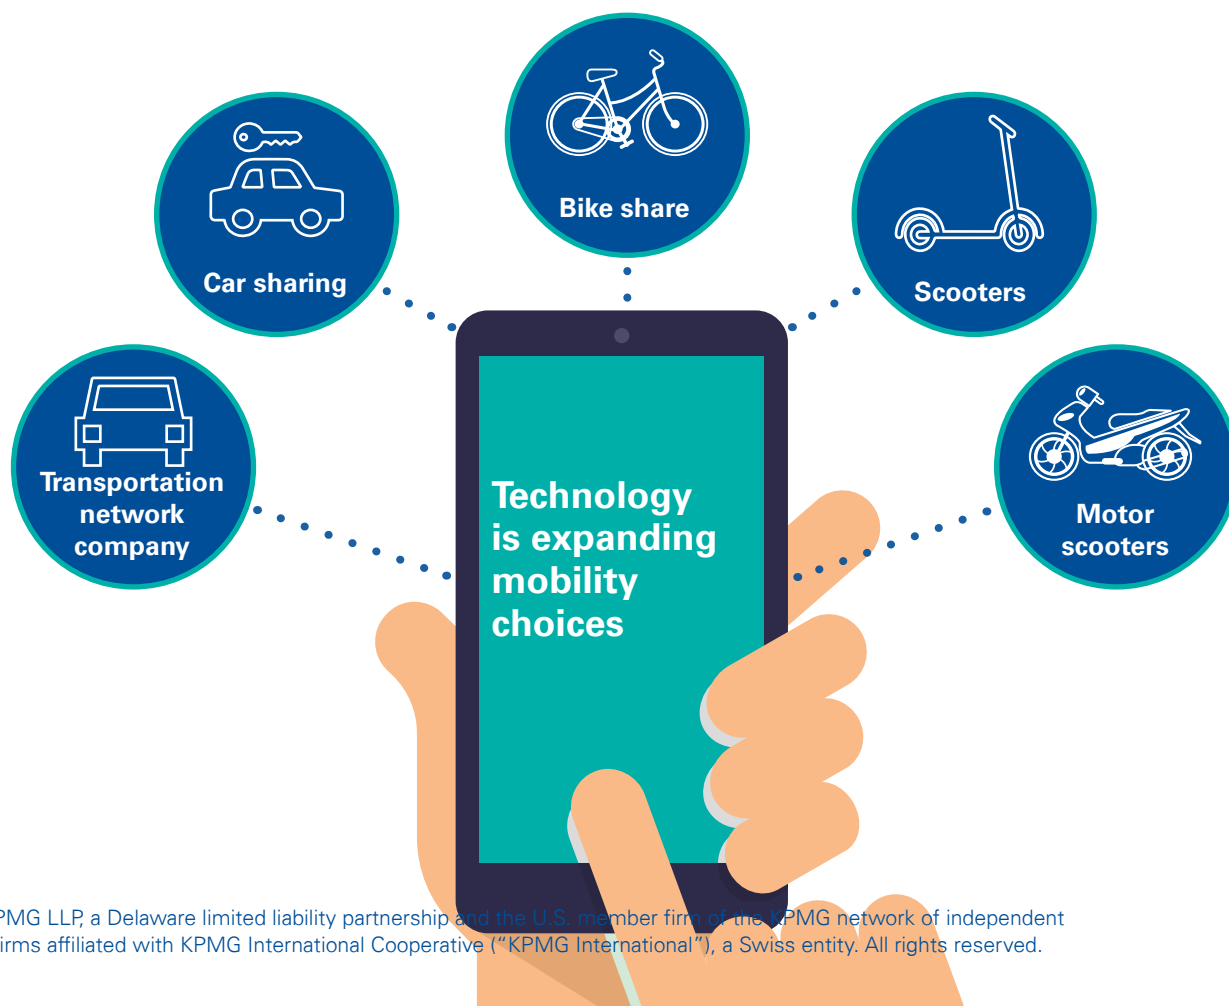 Bike share
Car sharing
Scooters
Transportation
network
company
Motor
scooters
Technology
is expanding
mobility
choices
PMG LLP, a Delaware limited liability partnership and the U.S. member firm of the KPMG network of independent
irms affiliated with KPMG International Cooperative (“KPMG International”), a Swiss entity. All rights reserved.